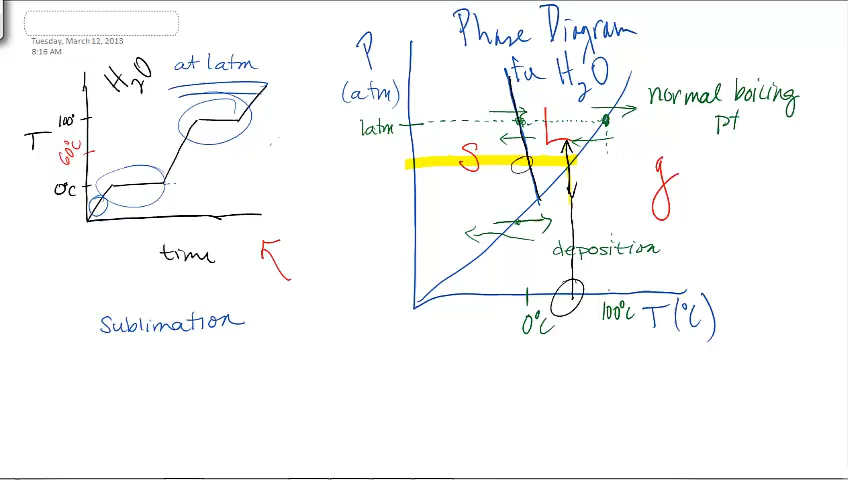 Tuesday, March 12, 2013
8:16 AM
H2O
at 1atm
T
100°
60°C
0°C
time
Sublimation
Phase Diagram
for H2O
P
(atm)
1atm
normal boiling
pt
S
L
g
deposition
0°C
100°C
T(°C)